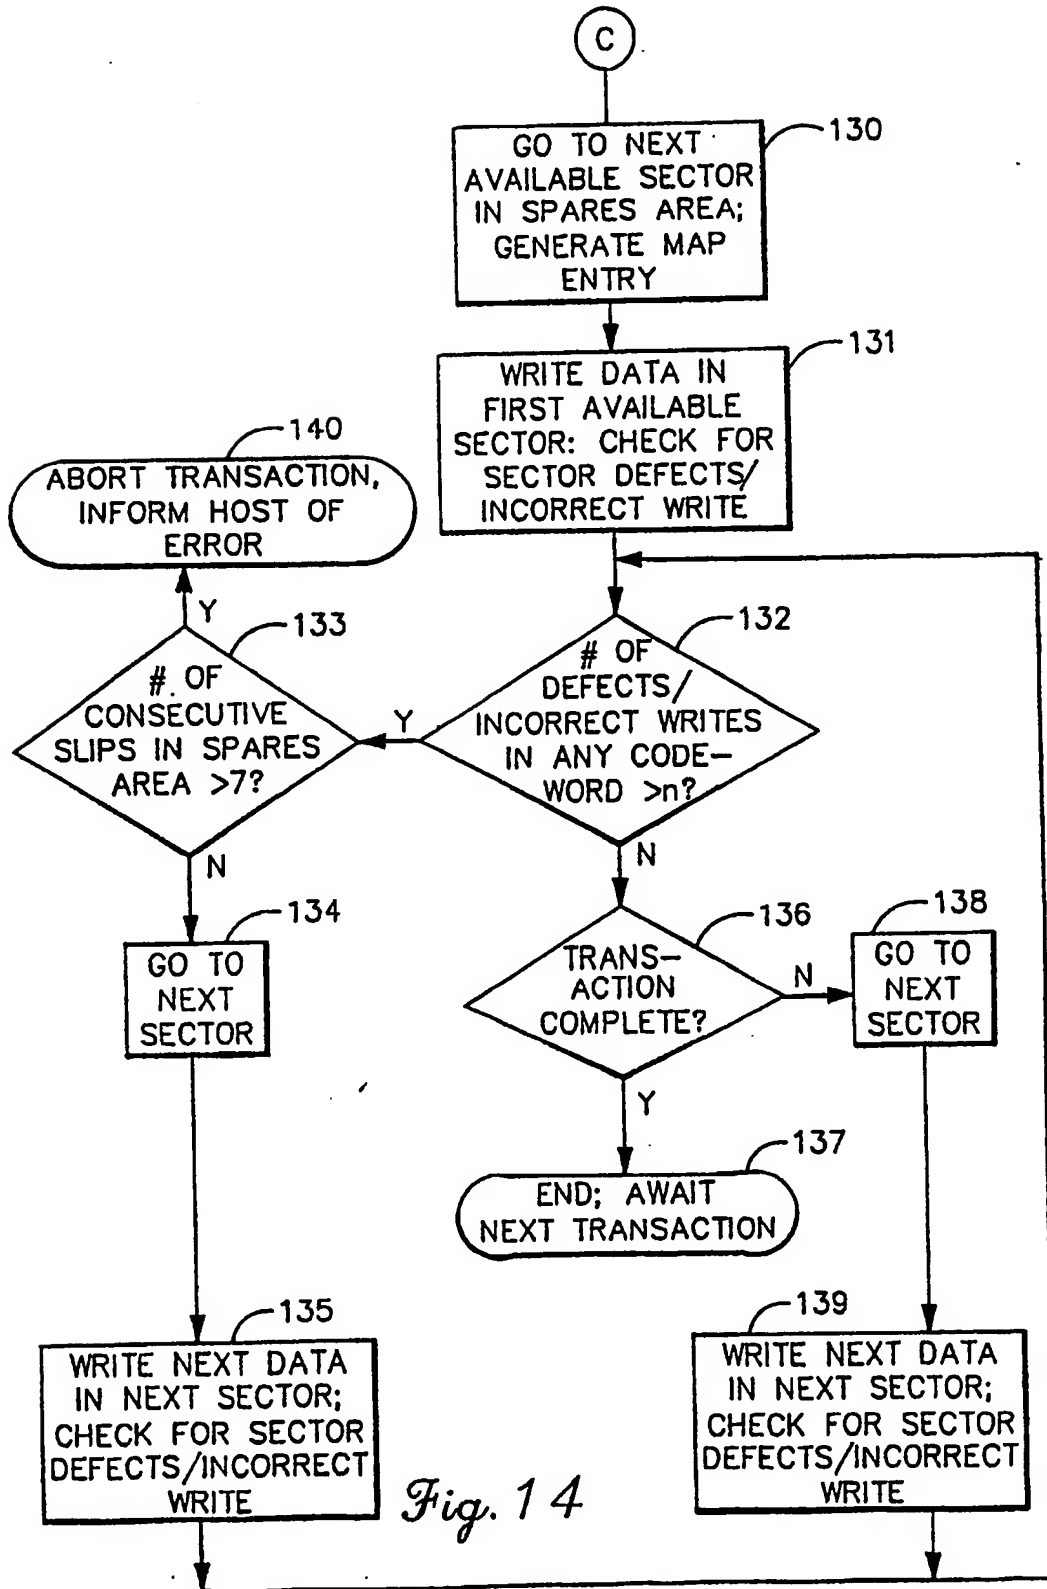 C
GO TO NEXT
AVAILABLE SECTOR
IN SPARES AREA;
GENERATE MAP
ENTRY
130
WRITE DATA IN
FIRST AVAILABLE
SECTOR: CHECK FOR
SECTOR DEFECTS/
INCORRECT WRITE
131
140
ABORT TRANSACTION,
INFORM HOST OF
ERROR
Y
133
# OF
CONSECUTIVE
SLIPS IN SPARES
AREA >7?
Y
132
# OF
DEFECTS/
INCORRECT WRITES
IN ANY CODE-
WORD >n?
N
N
134
GO TO
NEXT
SECTOR
136
TRANS-
ACTION
COMPLETE?
N
138
GO TO
NEXT
SECTOR
Y
137
END; AWAIT
NEXT TRANSACTION
135
WRITE NEXT DATA
IN NEXT SECTOR;
CHECK FOR SECTOR
DEFECTS/INCORRECT
WRITE
139
WRITE NEXT DATA
IN NEXT SECTOR;
CHECK FOR SECTOR
DEFECTS/INCORRECT
WRITE
Fig. 14